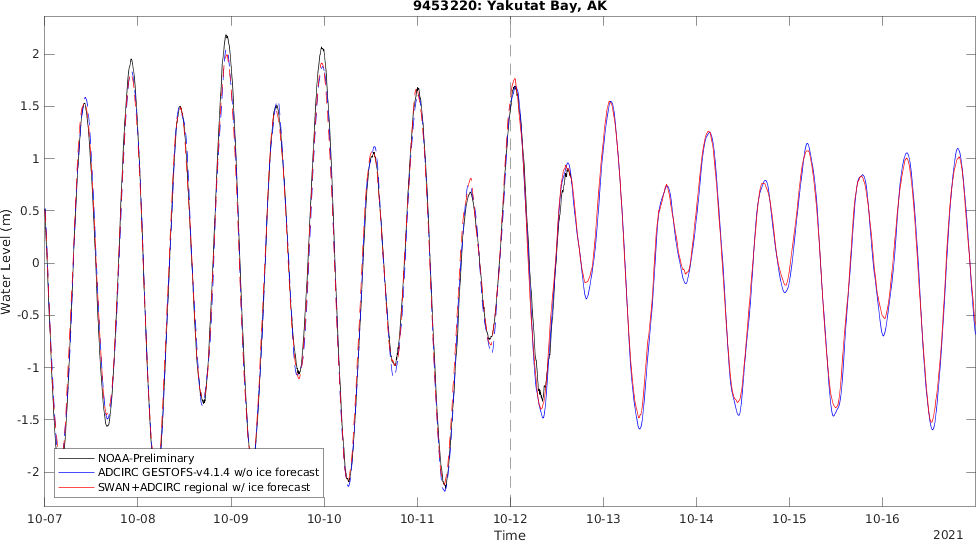 9453220: Yakutat Bay, AK
Water Level (m)
2
1.5
1
0.5
0
-0.5
-1
-1.5
-2
NOAA-Preliminary
ADCIRC GESTOFS-v4.1.4 w/o ice forecast
SWAN+ADCIRC regional w/ ice forecast
10-07 10-08 10-09 10-10 10-11 10-12 10-13 10-14 10-15 10-16
Time
2021